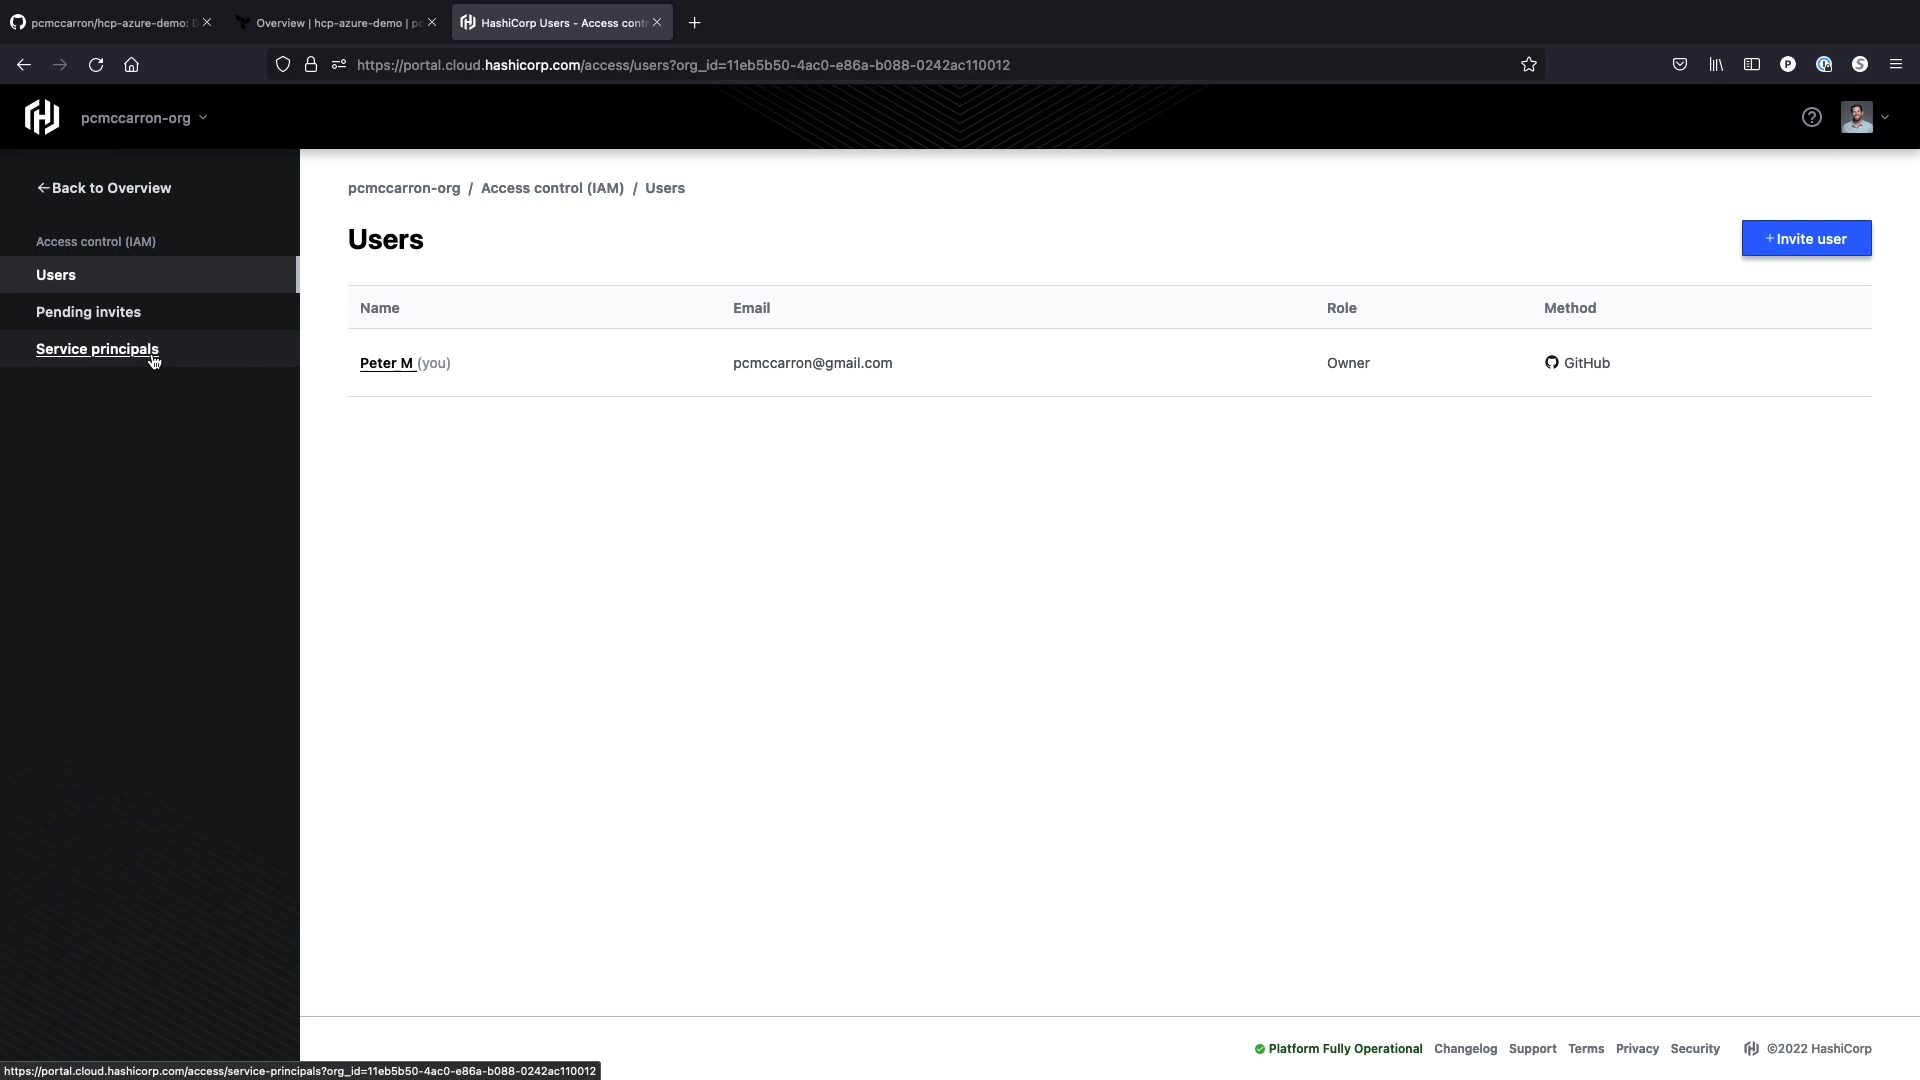 pcmccarron/hcp-azure-demo: D
Overview | hcp-azure-demo | pc
HashiCorp Users - Access contr
https://portal.cloud.hashicorp.com/access/users?org_id=11eb5b50-4ac0-e86a-b088-0242ac110012
pcmccarron-org
Back to Overview
Access control (IAM)
Users
Pending invites
Service principals
pcmccarron-org / Access control (IAM) / Users
Users
+ Invite user
Name Email Role Method
Peter M (you) pcmccarron@gmail.com Owner GitHub
Platform Fully Operational Changelog Support Terms Privacy Security ©2022 HashiCorp
https://portal.cloud.hashicorp.com/access/service-principals?org_id=11eb5b50-4ac0-e86a-b088-0242ac110012